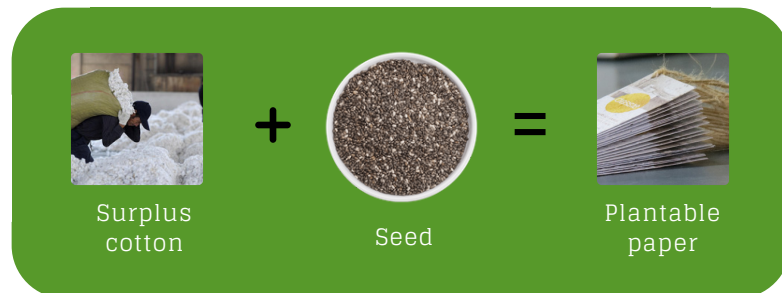 Surplus
cotton
+
Seed
=
Plantable
paper